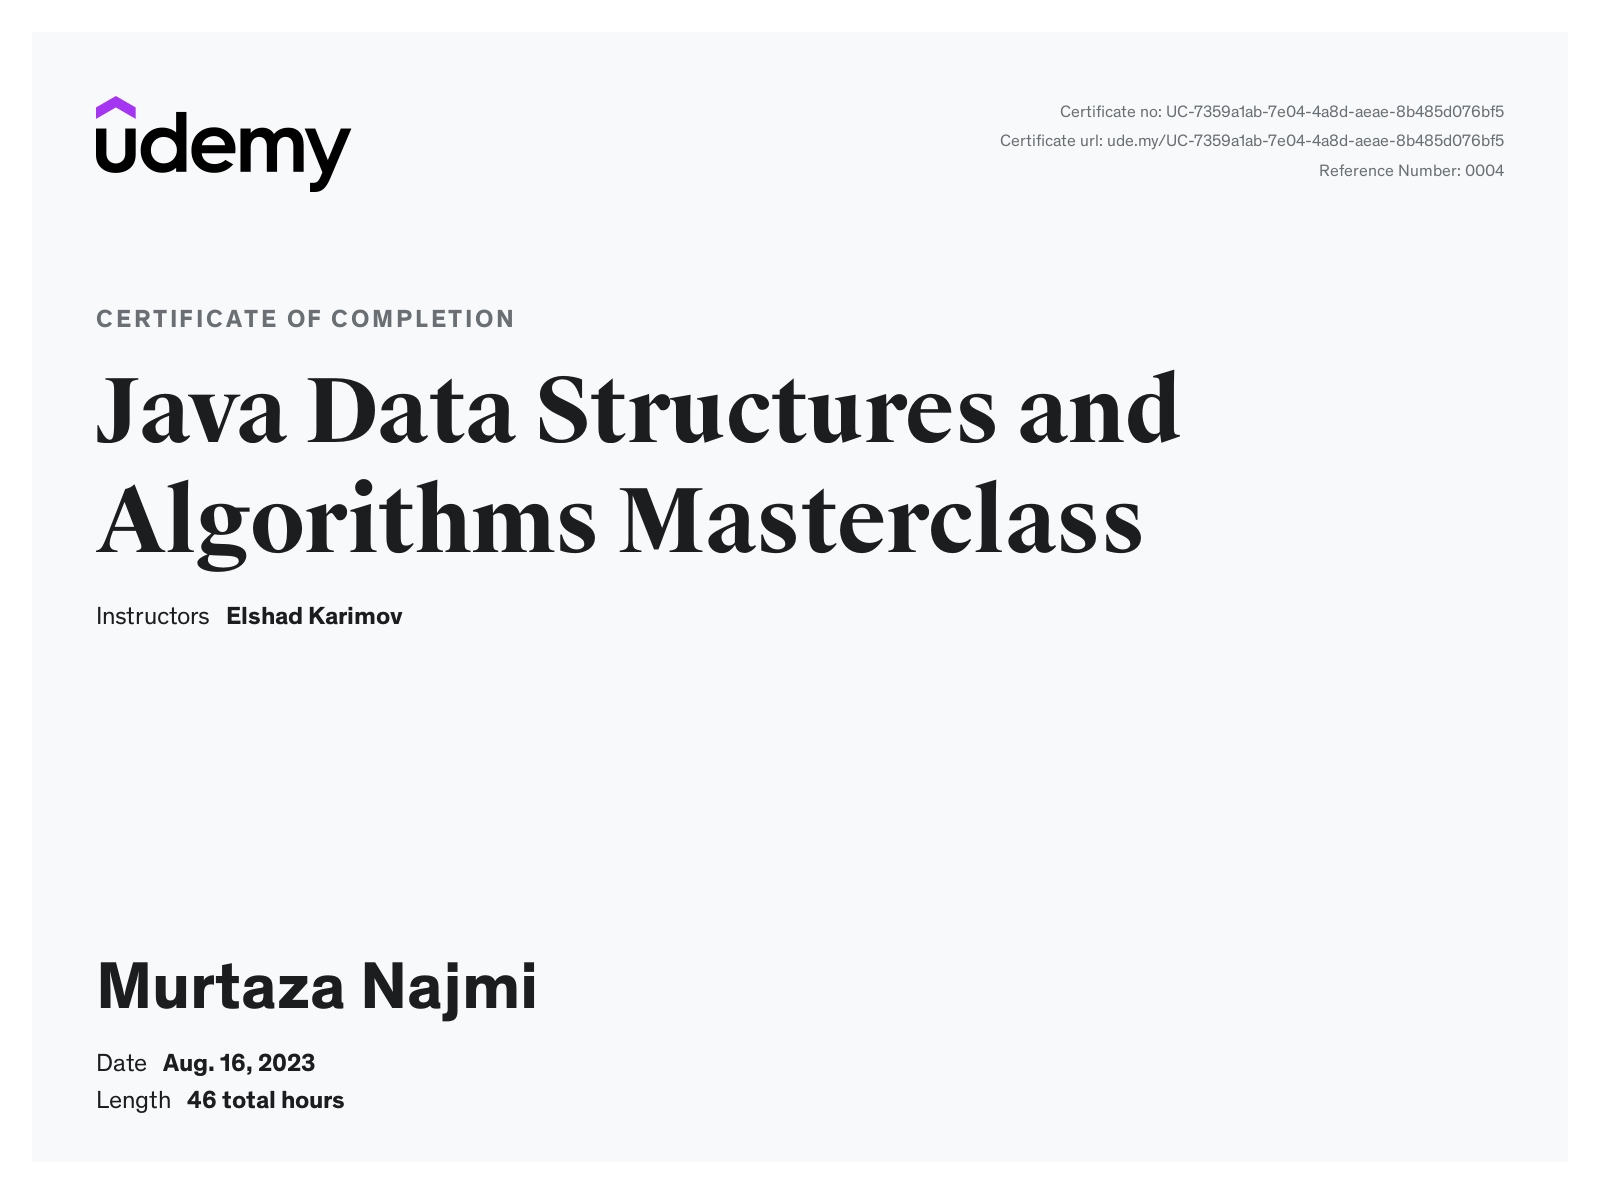 udemy
Certificate no: UC-7359a1ab-7e04-4a8d-aeae-8b485d076bf5
Certificate url: ude.my/UC-7359a1ab-7e04-4a8d-aeae-8b485d076bf5
Reference Number: 0004
CERTIFICATE OF COMPLETION
Java Data Structures and
Algorithms Masterclass
Instructors Elshad Karimov
Murtaza Najmi
Date Aug. 16, 2023
Length 46 total hours